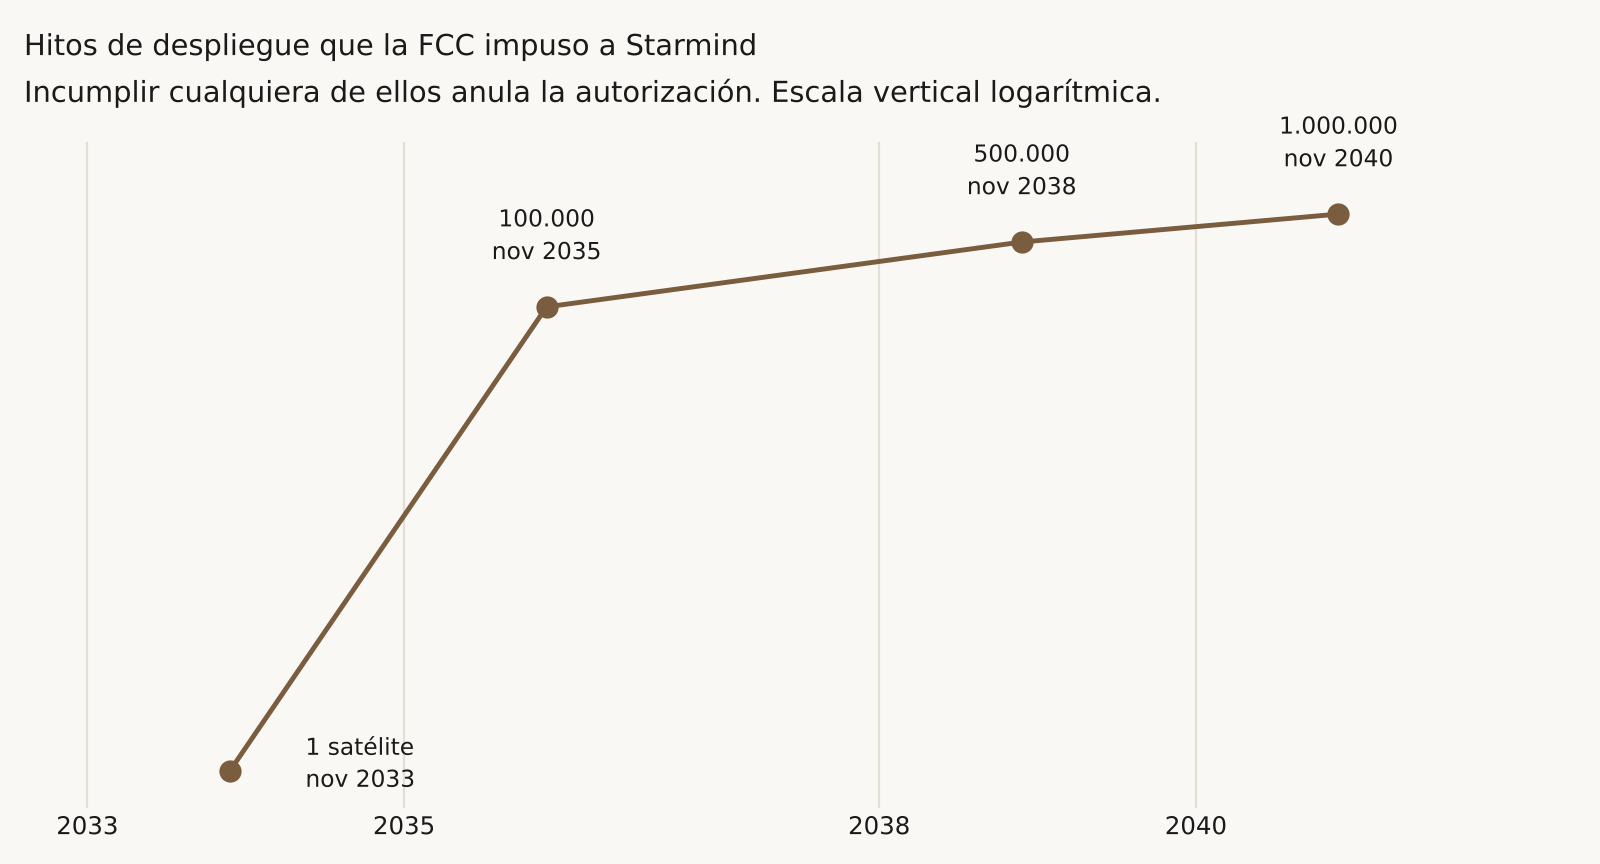 Hitos de despliegue que la FCC impuso a Starmind
Incumplir cualquiera de ellos anula la autorización. Escala vertical logarítmica.
1.000.000
nov 2040
500.000
nov 2038
100.000
nov 2035
1 satélite
nov 2033
2033
2035
2038
2040